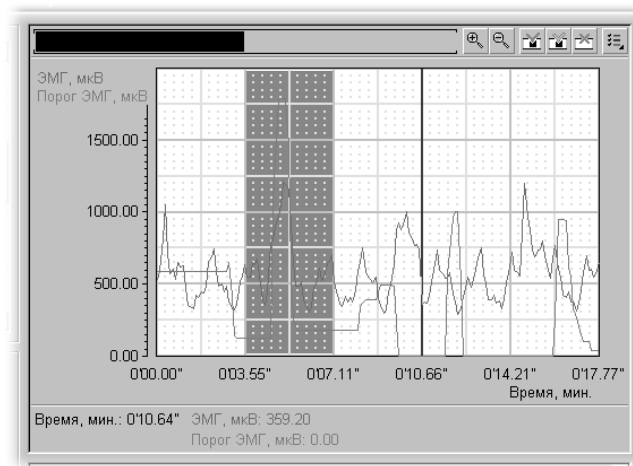 ЭМГ, мкВ
Порог ЭМГ, мкВ
1500.00
1000.00
500.00
0.00
0'00.00" 0'03.55" 0'07.11" 0'10.66" 0'14.21" 0'17.77"
Время, мин.
Время, мин.: 0'10.64" ЭМГ, мкВ: 359.20
Порог ЭМГ, мкВ: 0.00